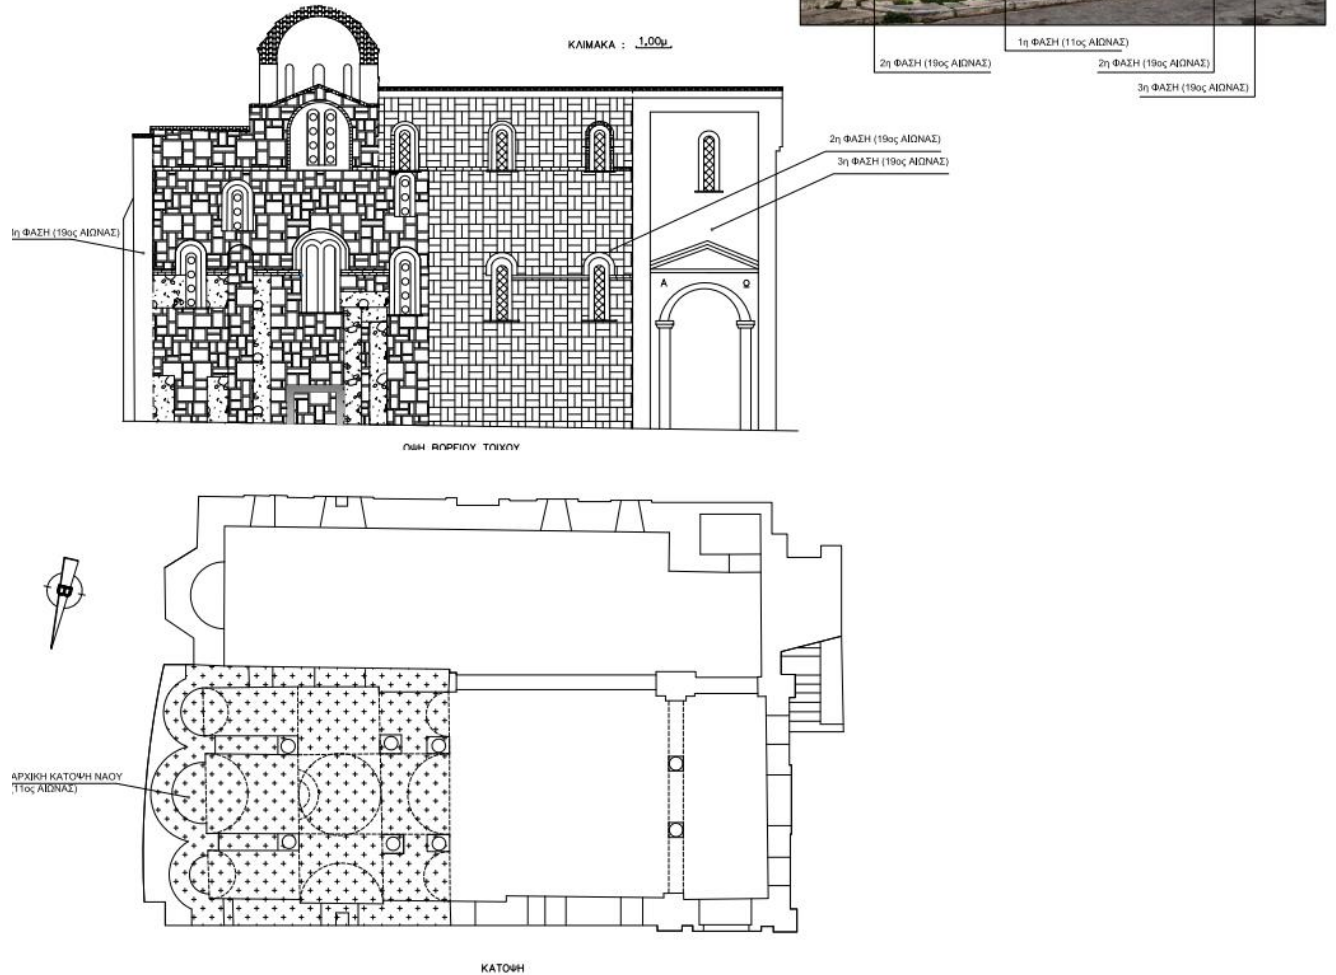 ΚΛΙΜΑΚΑ : 1,00μ
1η ΦΑΣΗ (11ος ΑΙΩΝΑΣ)
2η ΦΑΣΗ (19ος ΑΙΩΝΑΣ)
2η ΦΑΣΗ (19ος ΑΙΩΝΑΣ)
3η ΦΑΣΗ (19ος ΑΙΩΝΑΣ)
2η ΦΑΣΗ (19ος ΑΙΩΝΑΣ)
3η ΦΑΣΗ (19ος ΑΙΩΝΑΣ)
ΦΑΣΗ (19ος ΑΙΩΝΑΣ)
Α Ω
ΟΨΗ ΒΟΡΕΙΟΥ ΤΟΙΧΟΥ
ΑΡΧΙΚΗ ΚΑΤΟΨΗ ΝΑΟΥ
(11ος ΑΙΩΝΑΣ)
ΚΑΤΟΨΗ